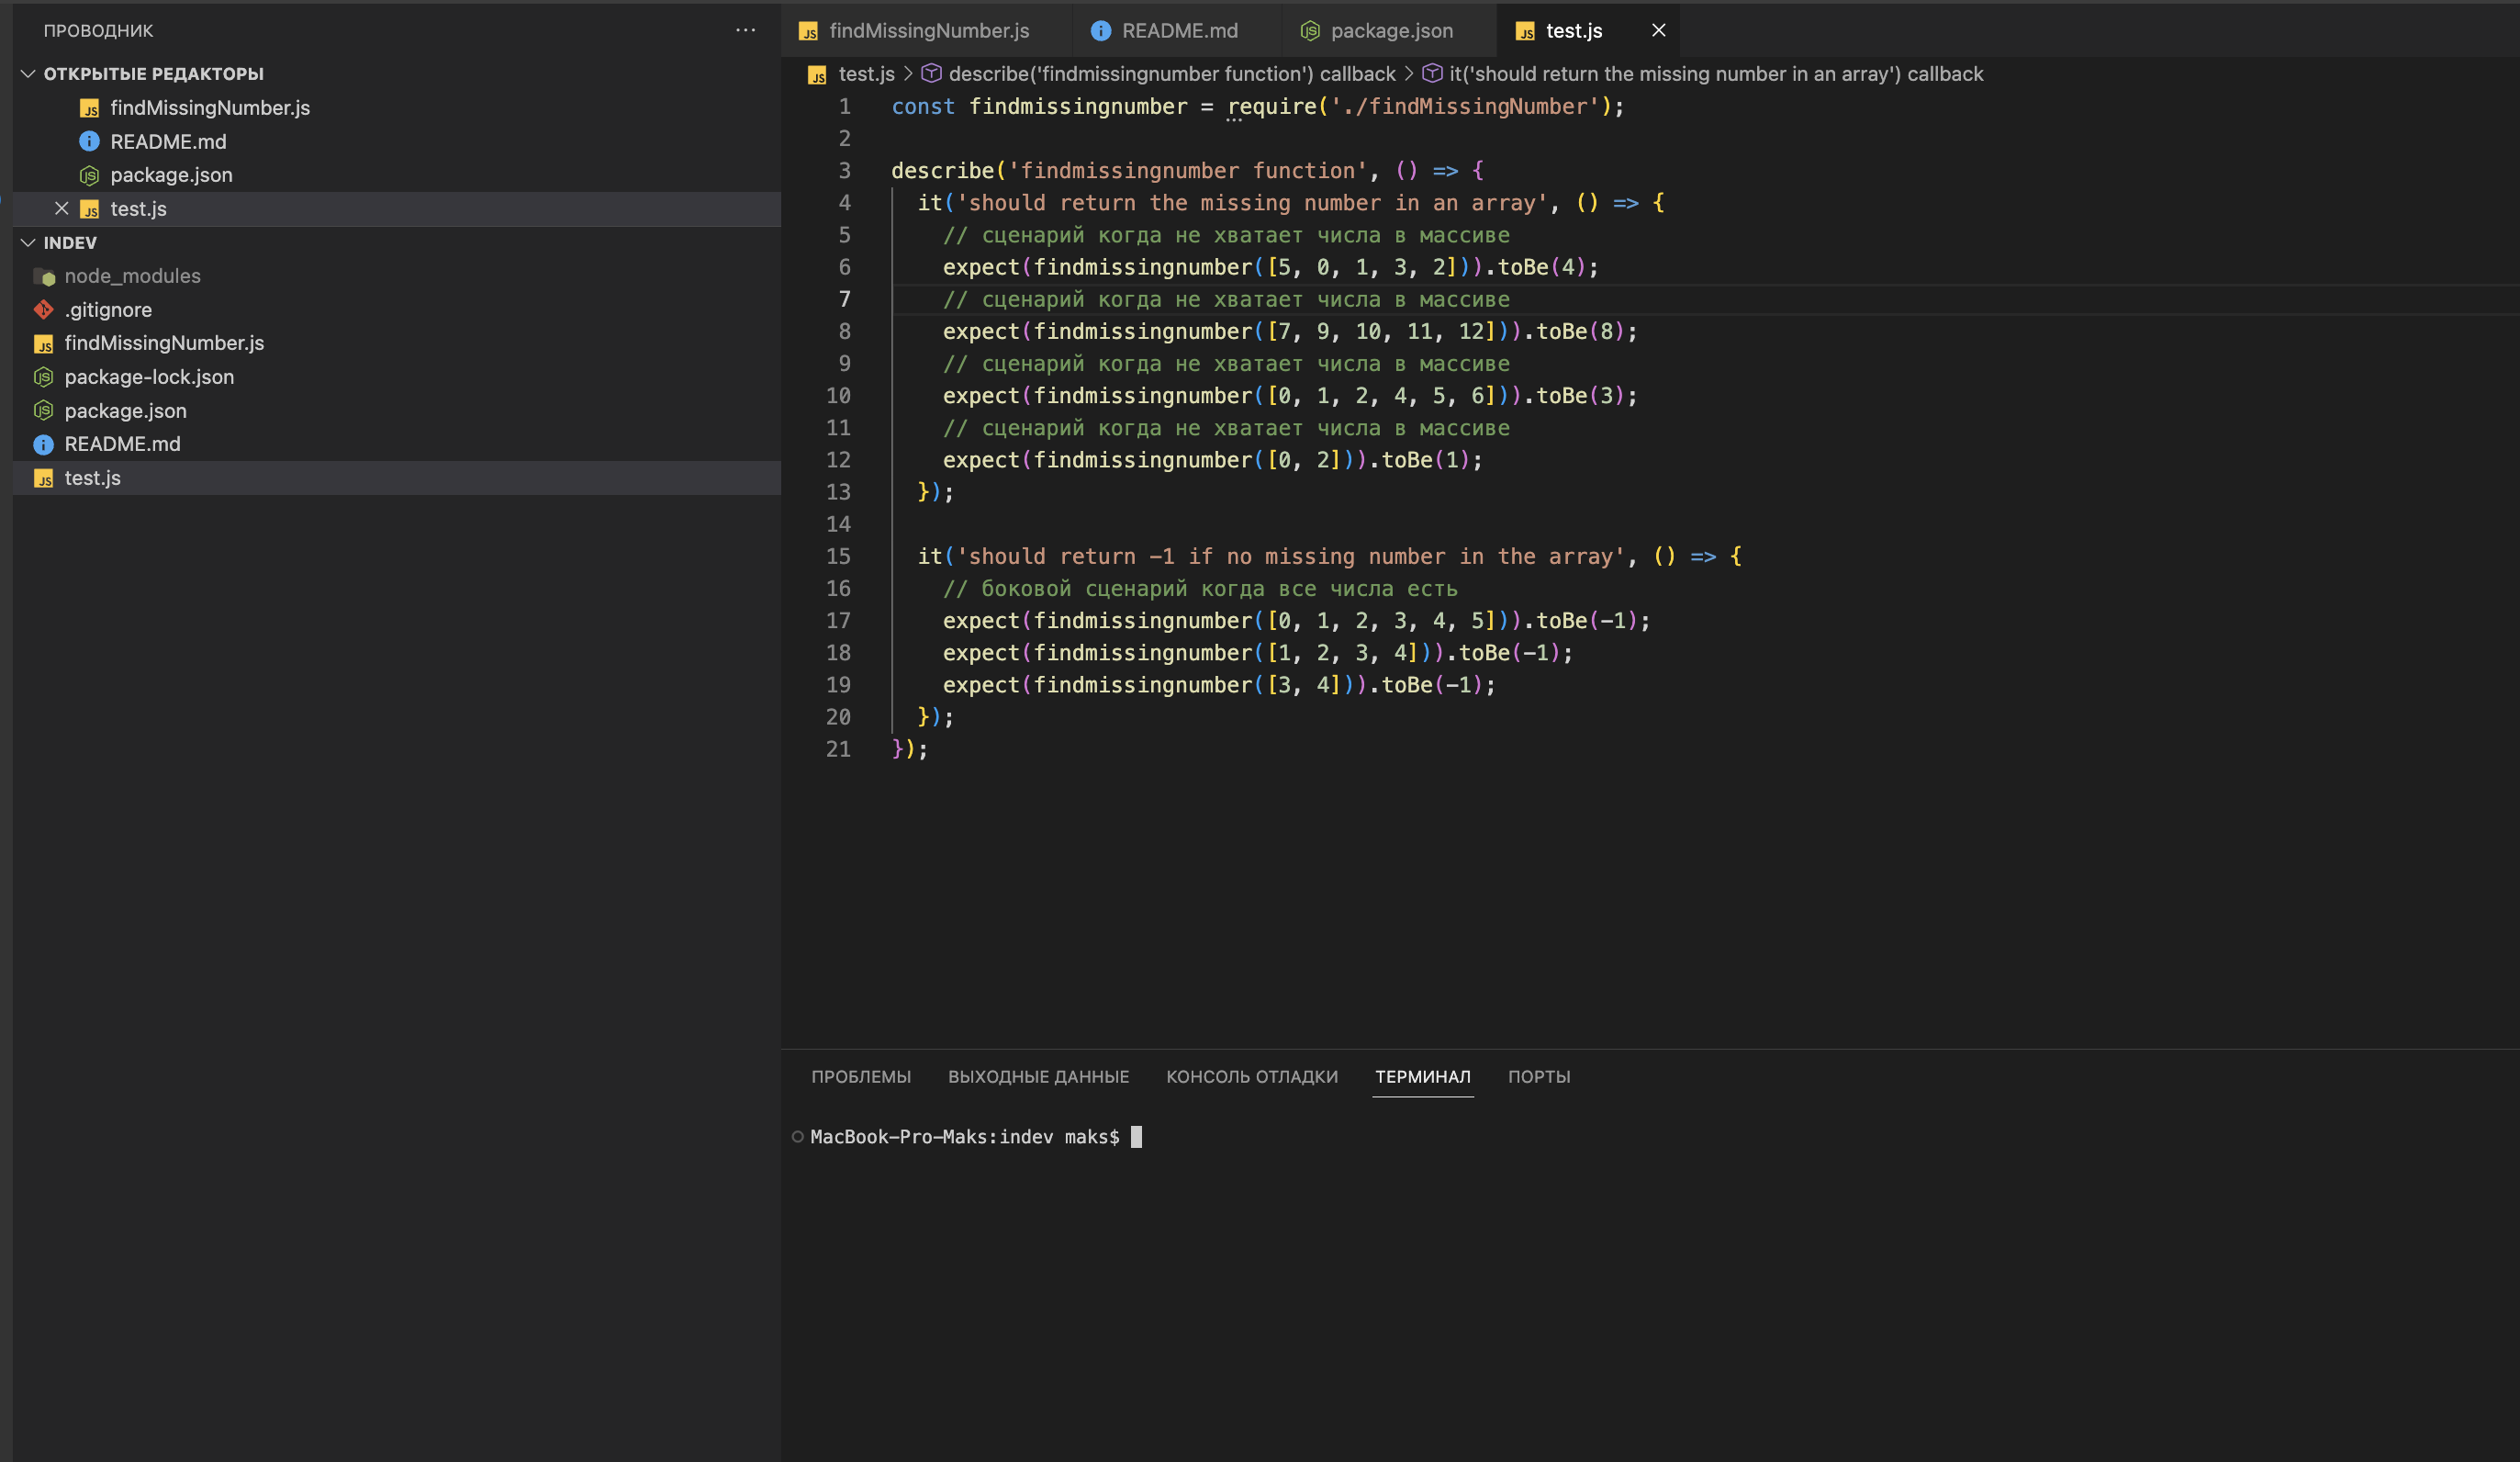 ПРОВОДНИК
ОТКРЫТЫЕ РЕДАКТОРЫ
JS findMissingNumber.js
README.md
package.json
JS test.js
INDEV
node_modules
.gitignore
JS findMissingNumber.js
package-lock.json
package.json
README.md
JS test.js
JS findMissingNumber.js README.md package.json JS test.js
JS test.js > describe('findmissingnumber function') callback > it('should return the missing number in an array') callback
1 const findmissingnumber = require('./findMissingNumber');
2
3 describe('findmissingnumber function', () => {
4 it('should return the missing number in an array', () => {
5 // сценарий когда не хватает числа в массиве
6 expect(findmissingnumber([5, 0, 1, 3, 2])).toBe(4);
7 // сценарий когда не хватает числа в массиве
8 expect(findmissingnumber([7, 9, 10, 11, 12])).toBe(8);
9 // сценарий когда не хватает числа в массиве
10 expect(findmissingnumber([0, 1, 2, 4, 5, 6])).toBe(3);
11 // сценарий когда не хватает числа в массиве
12 expect(findmissingnumber([0, 2])).toBe(1);
13 });
14
15 it('should return -1 if no missing number in the array', () => {
16 // боковой сценарий когда все числа есть
17 expect(findmissingnumber([0, 1, 2, 3, 4, 5])).toBe(-1);
18 expect(findmissingnumber([1, 2, 3, 4])).toBe(-1);
19 expect(findmissingnumber([3, 4])).toBe(-1);
20 });
21 });
ПРОБЛЕМЫ ВЫХОДНЫЕ ДАННЫЕ КОНСОЛЬ ОТЛАДКИ ТЕРМИНАЛ ПОРТЫ
MacBook-Pro-Maks:indev maks$